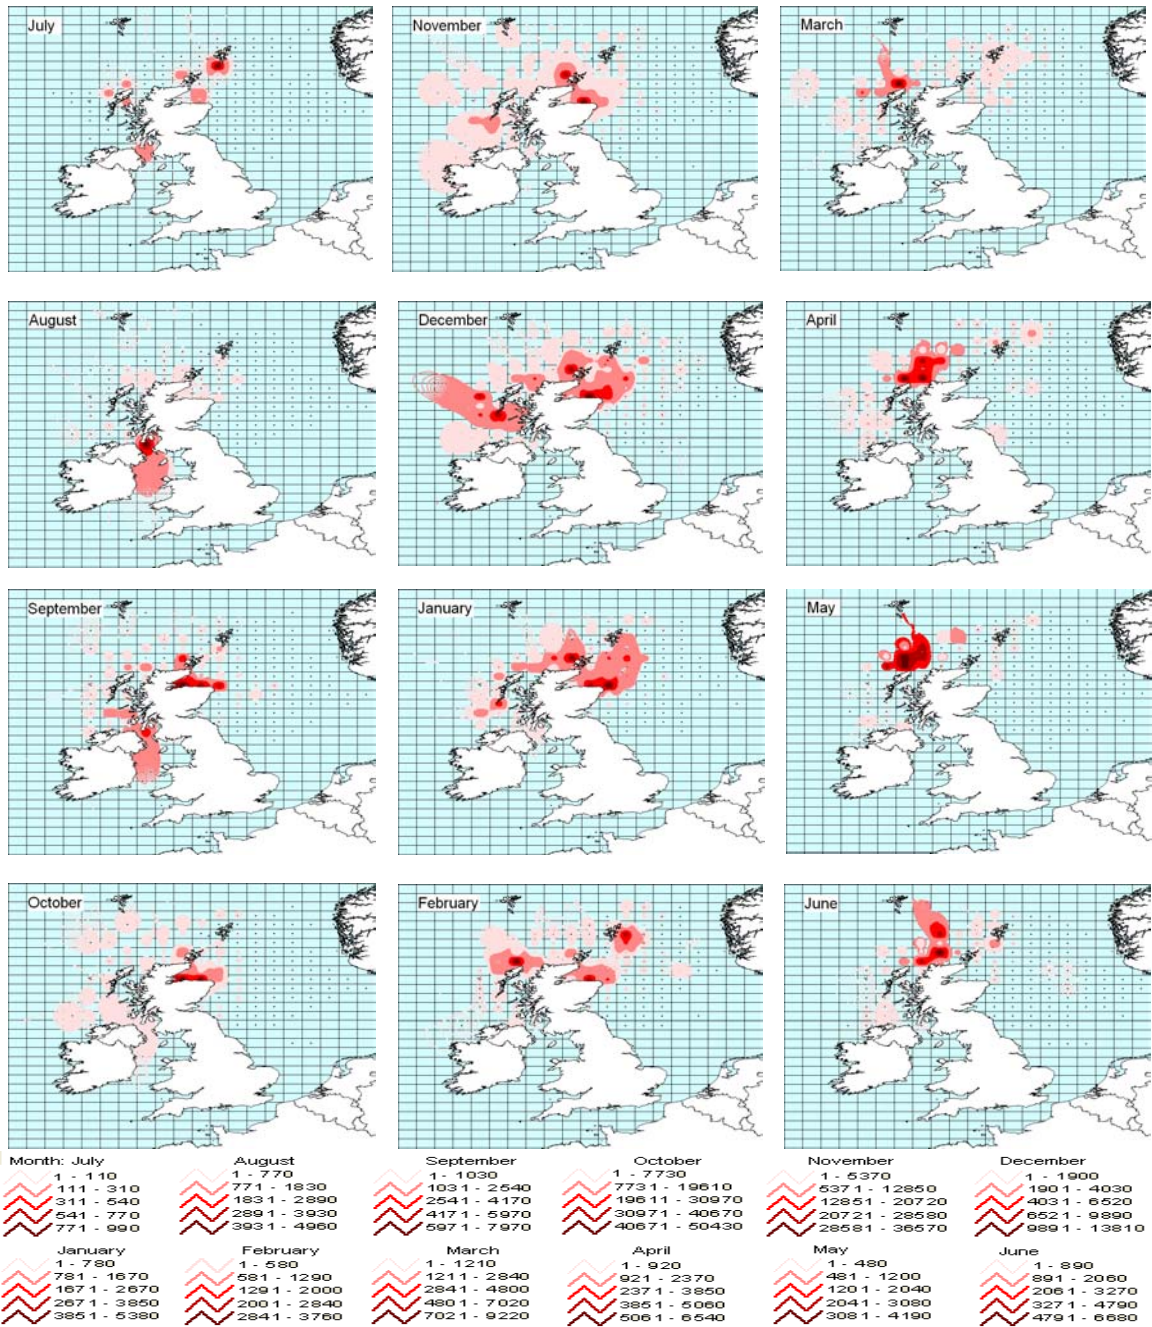 July
November
March
August
December
April
September
January
May
October
February
June
Month: July
1 - 110
111 - 310
311 - 540
541 - 770
771 - 990
August
1 - 770
771 - 1830
1831 - 2890
2891 - 3930
3931 - 4960
September
1 - 1030
1031 - 2540
2541 - 4170
4171 - 5970
5971 - 7970
October
1 - 7730
7731 - 19610
19611 - 30970
30971 - 40670
40671 - 50430
November
1 - 5370
5371 - 12850
12851 - 20720
20721 - 28580
28581 - 36570
December
1 - 1900
1901 - 4030
4031 - 6520
6521 - 9890
9891 - 13810
January
1 - 780
781 - 1670
1671 - 2670
2671 - 3850
3851 - 5380
February
1 - 580
581 - 1290
1291 - 2000
2001 - 2840
2841 - 3760
March
1 - 1210
1211 - 2840
2841 - 4800
4801 - 7020
7021 - 9220
April
1 - 920
921 - 2370
2371 - 3850
3851 - 5060
5061 - 6540
May
1 - 480
481 - 1200
1201 - 2040
2041 - 3080
3081 - 4190
June
1 - 890
891 - 2060
2061 - 3270
3271 - 4790
4791 - 6680